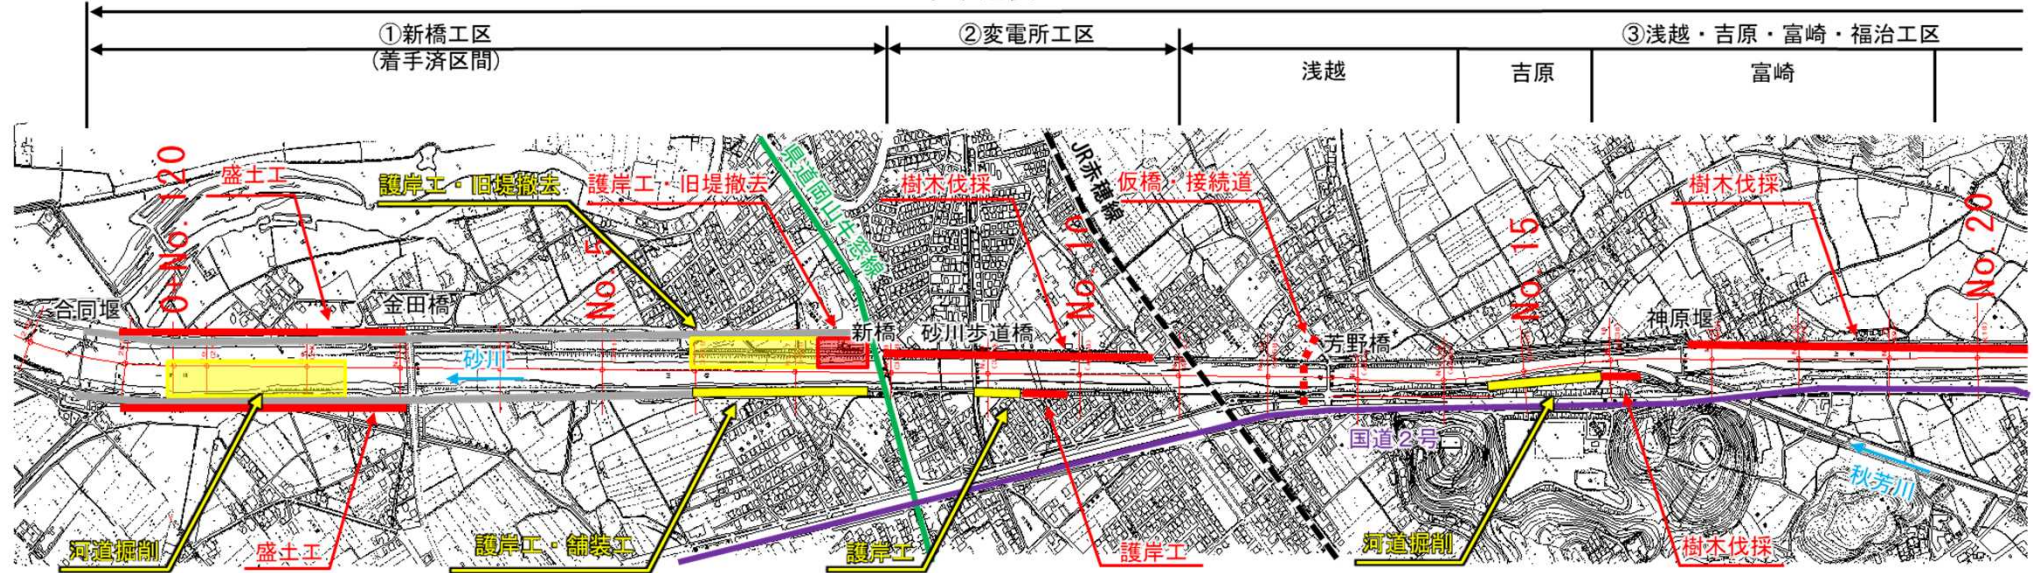 ①新橋工区
(着手済区間)
②変電所工区
③浅越・吉原・富崎・福治工区
浅越
吉原
富崎
0+No. 120
盛土工
護岸工・旧堤撤去
護岸工・旧堤撤去
県道岡山牛窓線
樹木伐採
JR赤穂線
仮橋・接続道
樹木伐採
No. 5
No. 10
No. 15
No. 20
合同堰
金田橋
新橋
砂川歩道橋
芳野橋
神原堰
砂川
国道2号
秋芳川
河道掘削
盛土工
護岸工・舗装工
護岸工
護岸工
河道掘削
樹木伐採